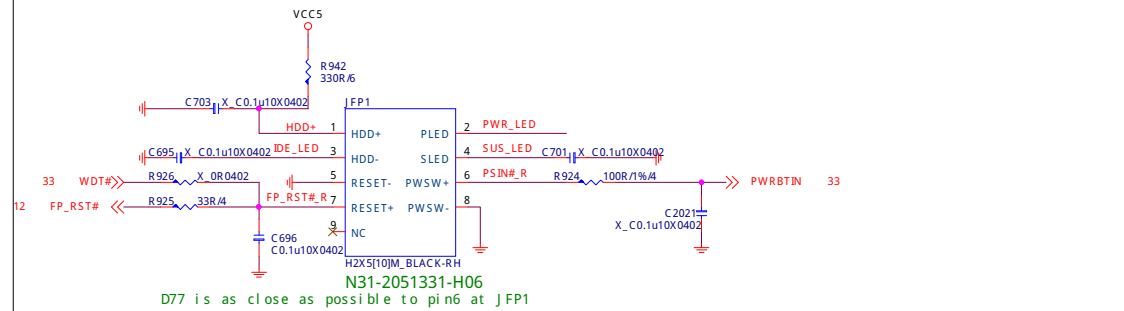 VCC5
R942
330R/6
C703 X_C0.1u10X0402 JFP1
HDD+ 1 HDD+ PLED 2 PWR_LED
C695 X_C0.1u10X0402 IDE_LED 3 HDD- SLED 4 SUS_LED C701 X_C0.1u10X0402
33 WDT# R926 X_0R0402 5 RESET- PWSW+ 6 PSIN#_R R924 100R/1%/4 PWRBTIN 33
12 FP_RST# R925 33R/4 FP_RST#_R 7 RESET+ PWSW- 8
C2021
X_C0.1u10X0402
9 NC
C696
C0.1u10X0402
H2X5[10]M_BLACK-RH
N31-2051331-H06
D77 is as close as possible to pin6 at JFP1